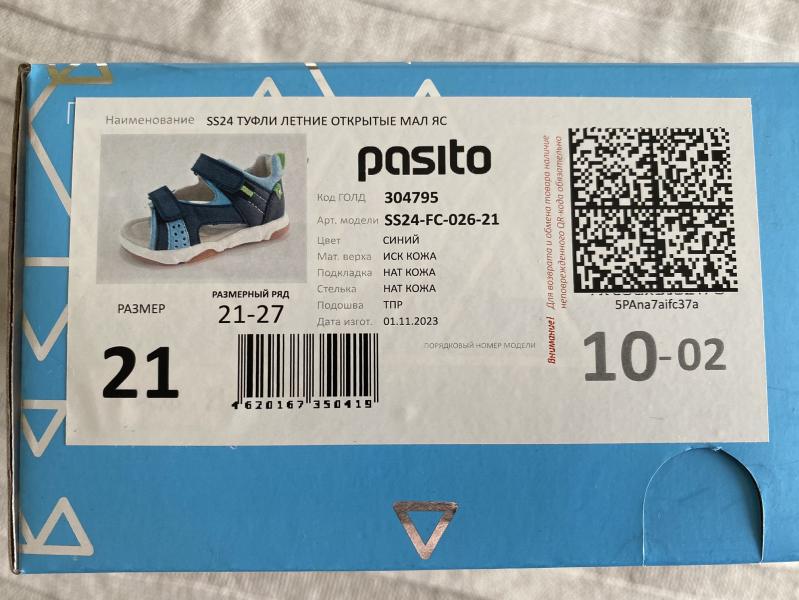 Наименование SS24 ТУФЛИ ЛЕТНИЕ ОТКРЫТЫЕ МАЛ ЯС
pasito
Код ГОЛД 304795
Арт. модели SS24-FC-026-21
Цвет СИНИЙ
Мат. верха ИСК КОЖА
Подкладка НАТ КОЖА
Стелька НАТ КОЖА
Подошва ТПР
Дата изгот. 01.11.2023
РАЗМЕР
21
РАЗМЕРНЫЙ РЯД
21-27
4620167350419
ПОРЯДКОВЫЙ НОМЕР МОДЕЛИ
10-02
Внимание! Для возврата и обмена товара наличие
неповрежденного QR-кода обязательно
5PAna7aifc37a